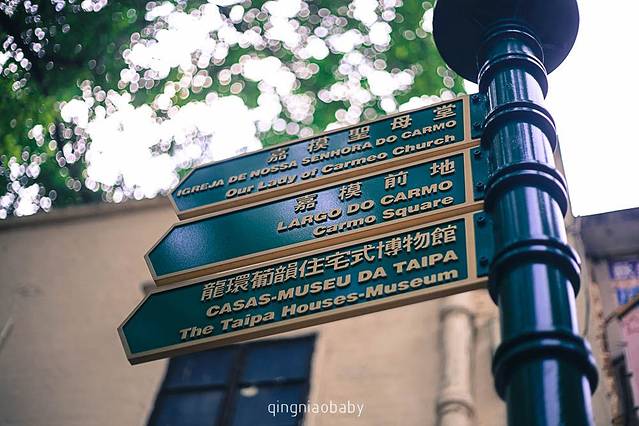 嘉模聖母堂
IGREJA DE NOSSA SENHORA DO CARMO
Our Lady of Carmeo Church
嘉模前地
LARGO DO CARMO
Carmo Square
龍環葡韻住宅式博物館
CASAS-MUSEU DA TAIPA
The Taipa Houses-Museum
qingniaobaby